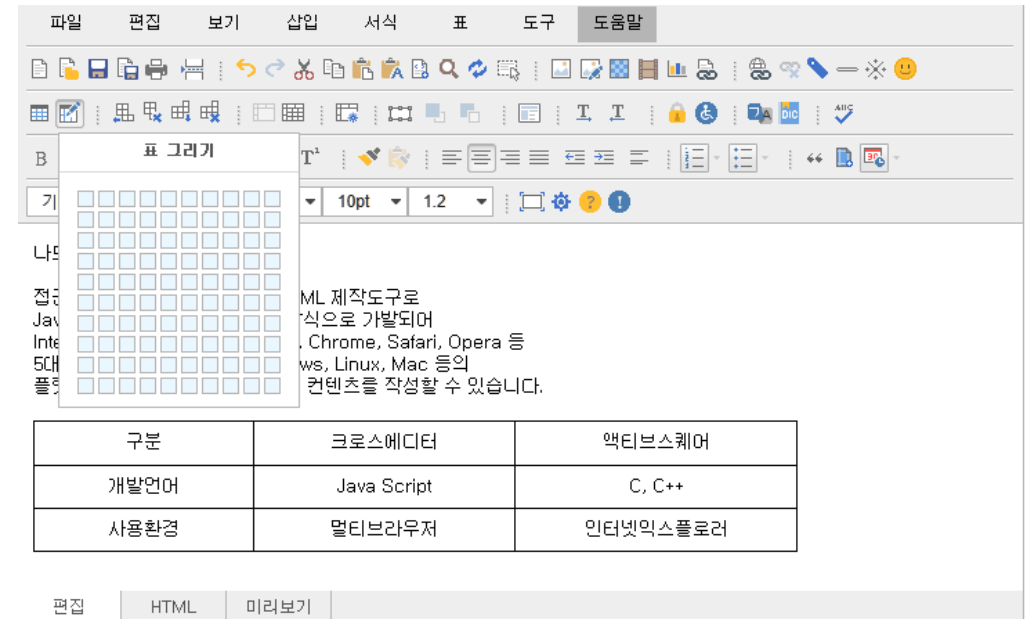 파일 편집 보기 삽입 서식 표 도구 도움말
ABC
DIC
B 표 그리기 T¹
기 10pt 1.2
접근 ML 제작도구로
Jav 식으로 가발되어
Inte , Chrome, Safari, Opera 등
5대 ws, Linux, Mac 등의
플랫 컨텐츠를 작성할 수 있습니다.
구분 크로스에디터 액티브스퀘어
개발언어 Java Script C, C++
사용환경 멀티브라우저 인터넷익스플로러
편집 HTML 미리보기